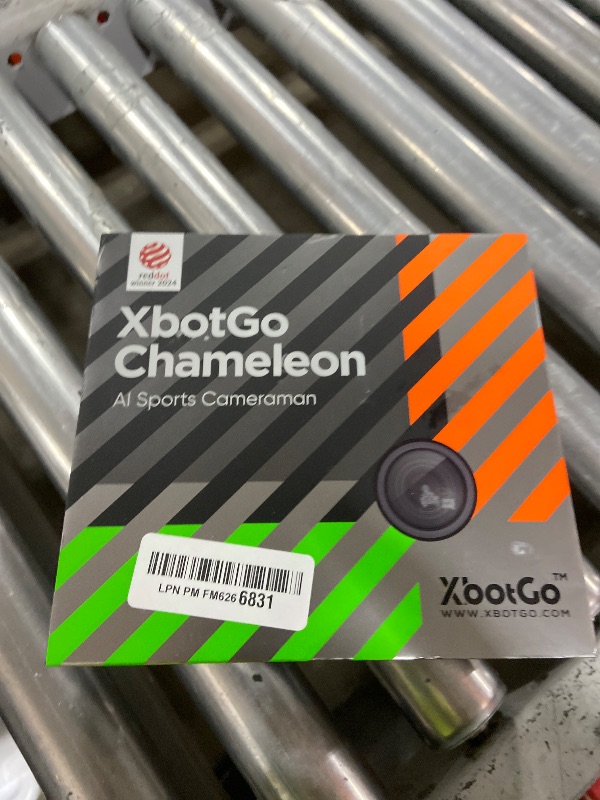 reddot
winner 2024
XbotGo
Chameleon
AI Sports Cameraman
LPN PM FM626 6831
XbotGo™
WWW.XBOTGO.COM